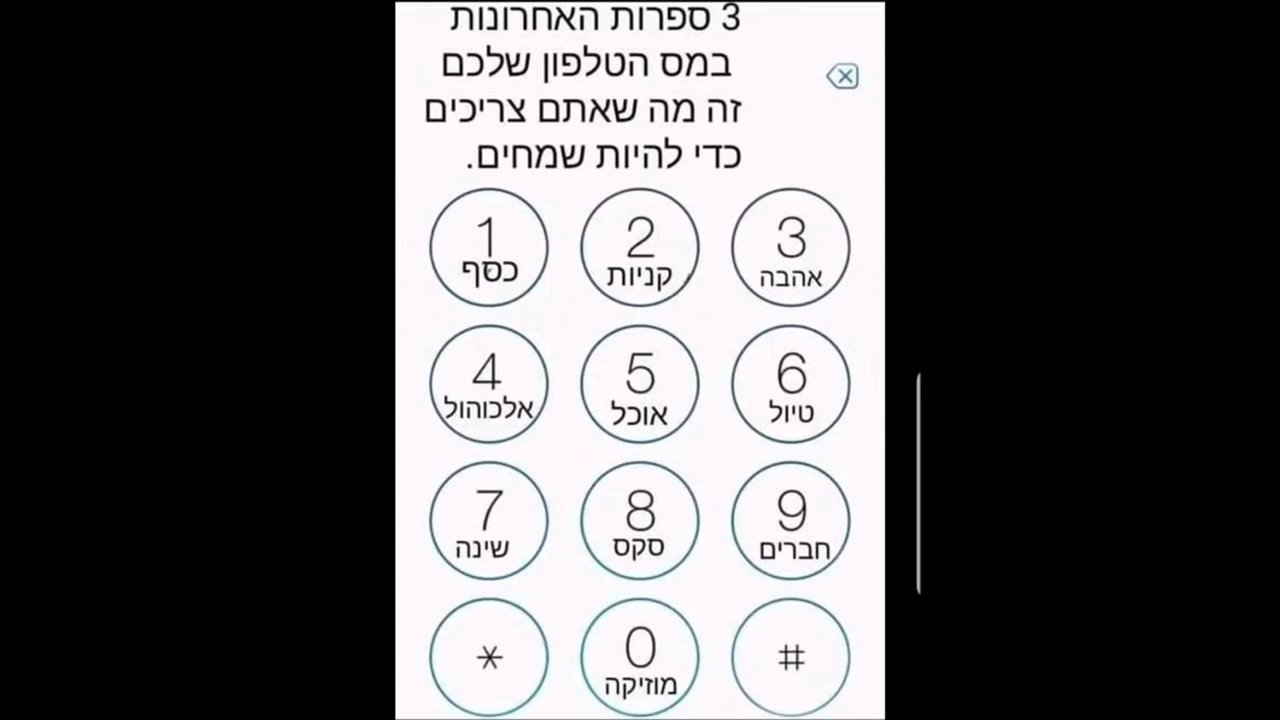 3 ספרות האחרונות
במס הטלפון שלכם
זה מה שאתם צריכים
כדי להיות שמחים.
1 2 3
כסף קניות אהבה
4 5 6
אלכוהול אוכל טיול
7 8 9
שינה סקס חברים
* 0 #
מוזיקה